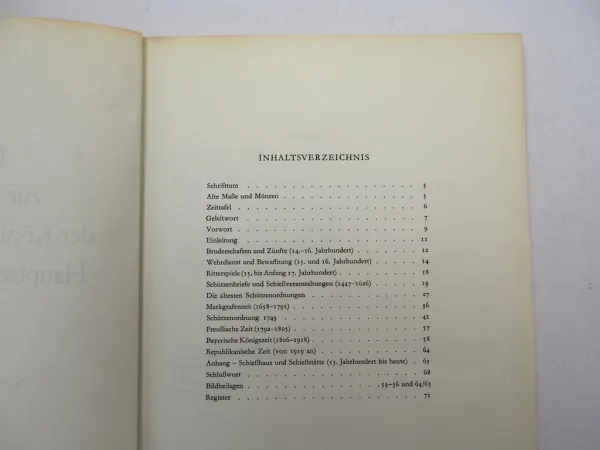 INHALTSVERZEICHNIS
Schrifttum . . . . . . . . . . . . . . . . . . 5
Alte Maße und Münzen . . . . . . . . . . . . . . 5
Zeittafel . . . . . . . . . . . . . . . . . . 6
Geleitwort . . . . . . . . . . . . . . . . . . 7
Vorwort . . . . . . . . . . . . . . . . . . 9
Einleitung . . . . . . . . . . . . . . . . . . 11
Bruderschaften und Zünfte (14.–16. Jahrhundert) . . . . . . 12
Wehrdienst und Bewaffnung (15. und 16. Jahrhundert) . . . . . 14
Ritterspiele (15. bis Anfang 17. Jahrhundert) . . . . . . . . 18
Schützenbriefe und Schießveranstaltungen (1447–1626) . . . . . 19
Die ältesten Schützenordnungen . . . . . . . . . . . 27
Markgrafenzeit (1658–1791) . . . . . . . . . . . . 36
Schützenordnung 1745 . . . . . . . . . . . . . . 41
Preußische Zeit (1792–1805) . . . . . . . . . . . . 57
Bayerische Königszeit (1806–1918) . . . . . . . . . . 58
Republikanische Zeit (von 1919 an) . . . . . . . . . . 64
Anhang – Schießhaus und Schießstätte (15. Jahrhundert bis heute) . . 65
Schlußwort . . . . . . . . . . . . . . . . . . 68
Bildbeilagen . . . . . . . . . . . . . 53–56 und 64/65
Register . . . . . . . . . . . . . . . . . . 71